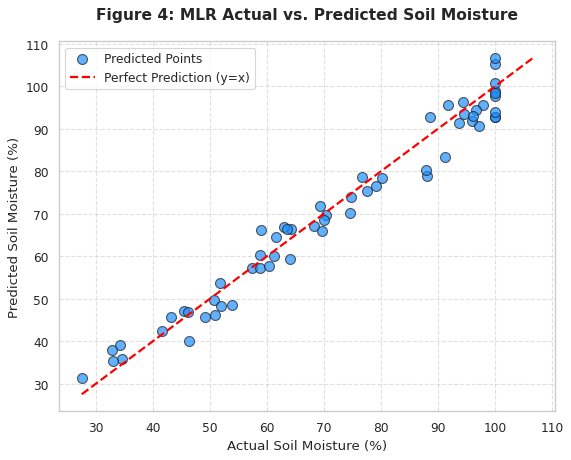 Figure 4: MLR Actual vs. Predicted Soil Moisture
Predicted Points
Perfect Prediction (y=x)
110
100
90
80
70
60
50
40
30
Predicted Soil Moisture (%)
30 40 50 60 70 80 90 100 110
Actual Soil Moisture (%)